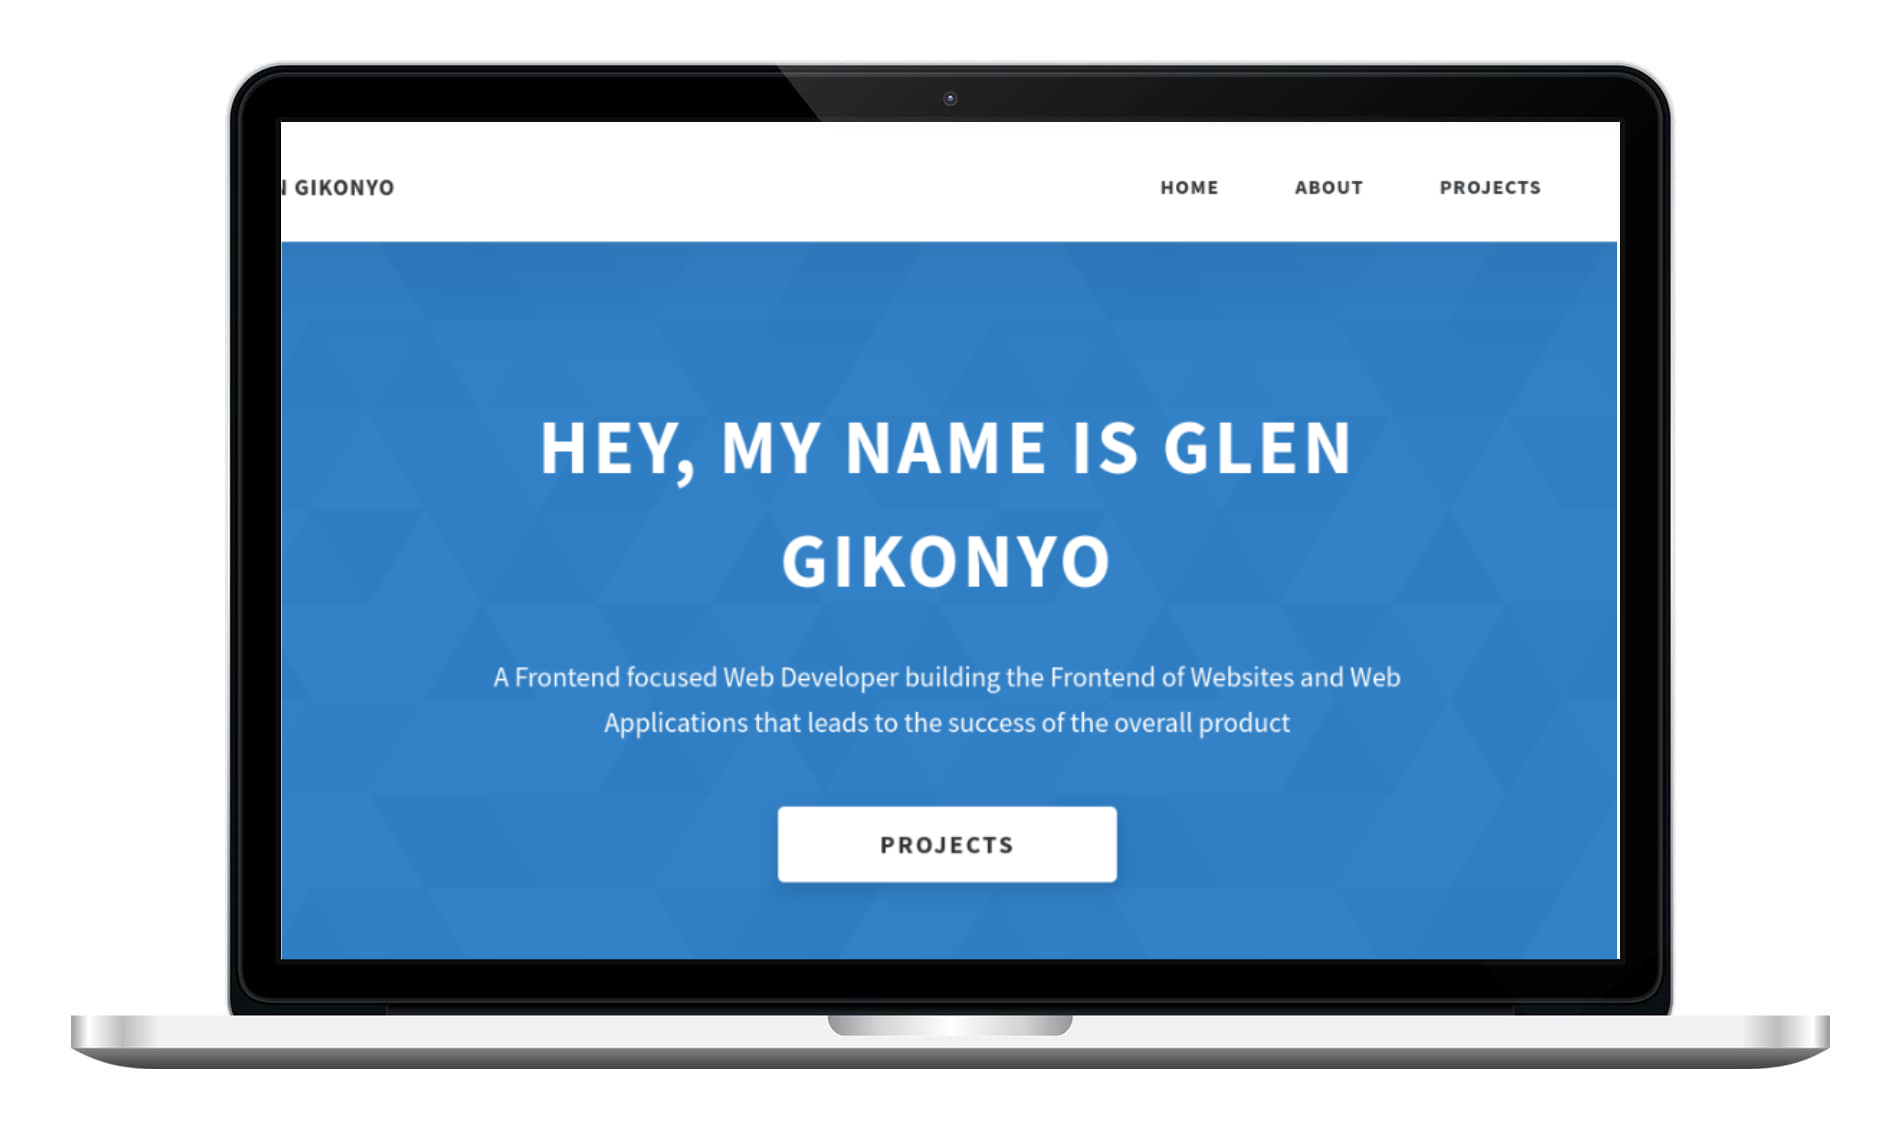 GIKONYO
HOME
ABOUT
PROJECTS
HEY, MY NAME IS GLEN
GIKONYO
A Frontend focused Web Developer building the Frontend of Websites and Web
Applications that leads to the success of the overall product
PROJECTS